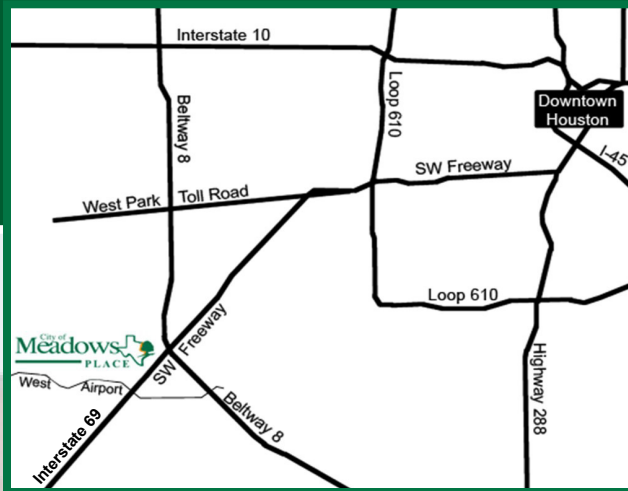 Interstate 10
Beltway 8
Loop 610
Downtown
Houston
I-45
SW Freeway
West Park Toll Road
Loop 610
City of
Meadows
PLACE
SW Freeway
West Airport
Beltway 8
Highway 288
Interstate 69